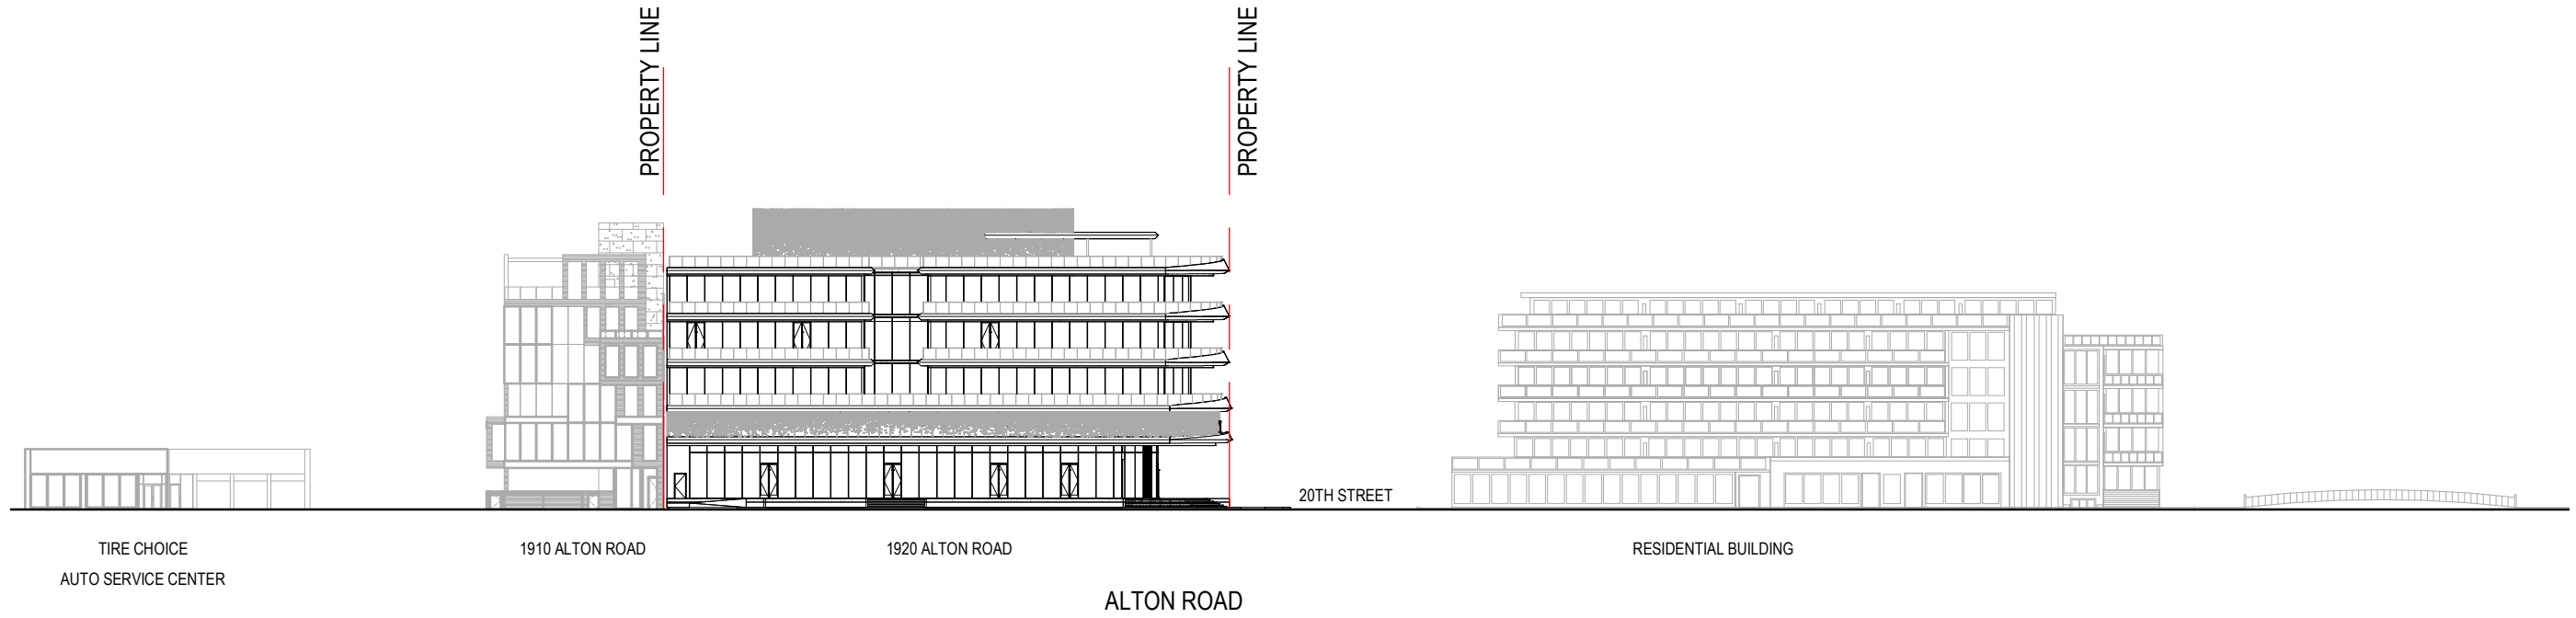 PROPERTY LINE
PROPERTY LINE
20TH STREET
TIRE CHOICE
AUTO SERVICE CENTER
1910 ALTON ROAD
1920 ALTON ROAD
RESIDENTIAL BUILDING
ALTON ROAD